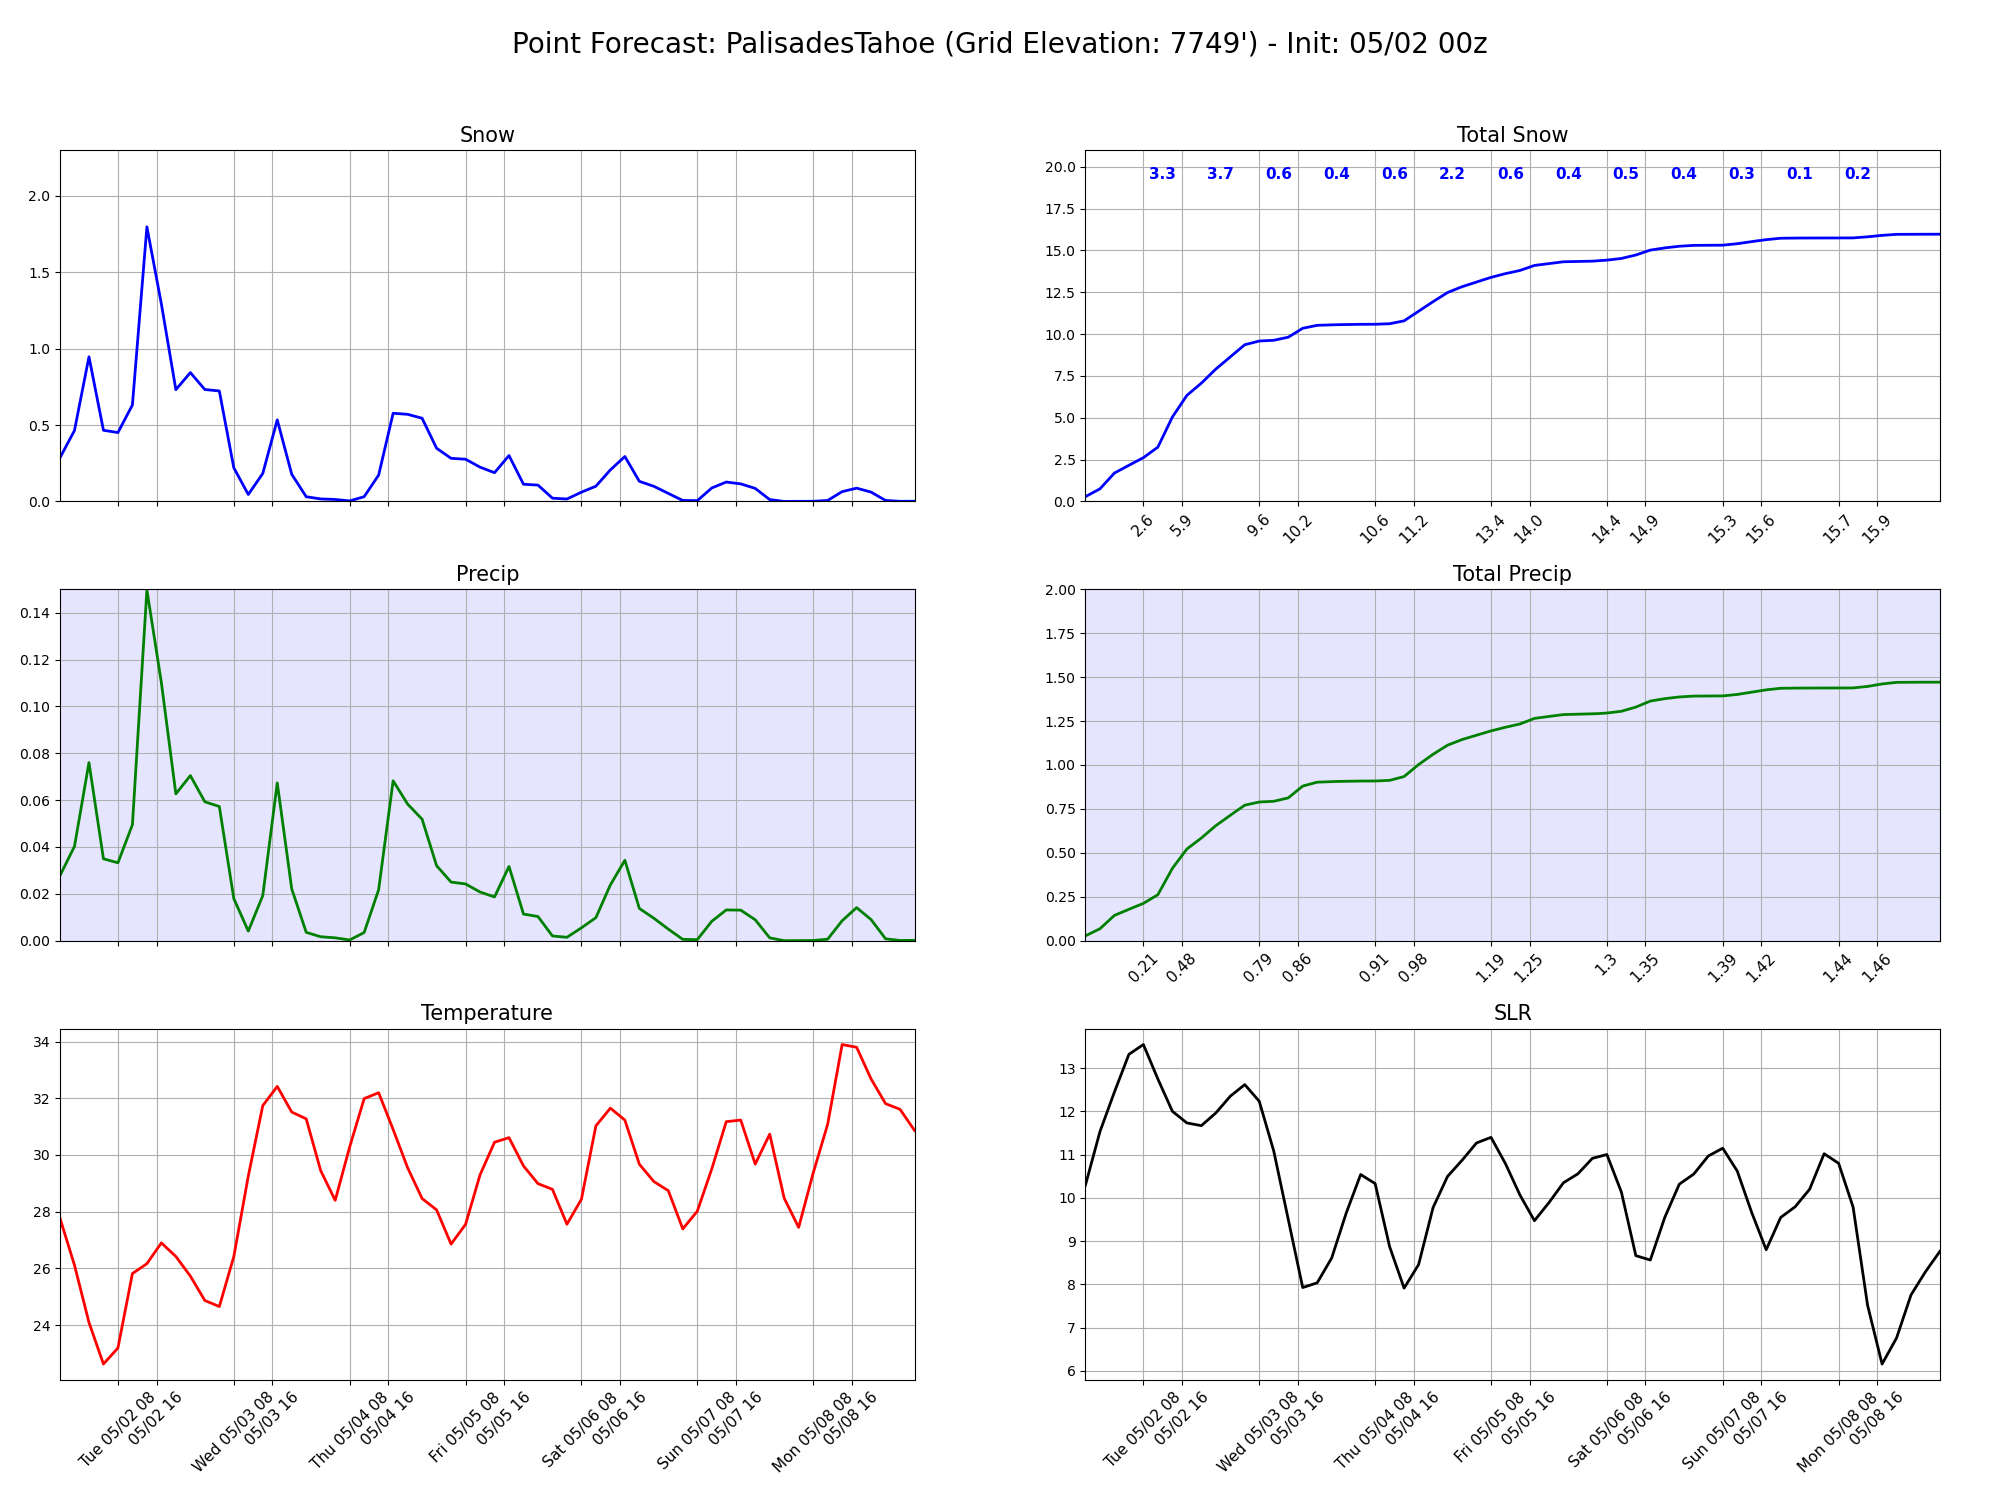 Point Forecast: PalisadesTahoe (Grid Elevation: 7749') - Init: 05/02 00z
Snow
2.0
1.5
1.0
0.5
0.0
Total Snow
20.0
17.5
15.0
12.5
10.0
7.5
5.0
2.5
0.0
3.3 3.7 0.6 0.4 0.6 2.2 0.6 0.4 0.5 0.4 0.3 0.1 0.2
2.6 5.9 9.6 10.2 10.6 11.2 13.4 14.0 14.4 14.9 15.3 15.6 15.7 15.9
Precip
0.14
0.12
0.10
0.08
0.06
0.04
0.02
0.00
Total Precip
2.00
1.75
1.50
1.25
1.00
0.75
0.50
0.25
0.00
0.21 0.48 0.79 0.86 0.91 0.98 1.19 1.25 1.3 1.35 1.39 1.42 1.44 1.46
Temperature
34
32
30
28
26
24
Tue 05/02 08
05/02 16
Wed 05/03 08
05/03 16
Thu 05/04 08
05/04 16
Fri 05/05 08
05/05 16
Sat 05/06 08
05/06 16
Sun 05/07 08
05/07 16
Mon 05/08 08
05/08 16
SLR
13
12
11
10
9
8
7
6
Tue 05/02 08
05/02 16
Wed 05/03 08
05/03 16
Thu 05/04 08
05/04 16
Fri 05/05 08
05/05 16
Sat 05/06 08
05/06 16
Sun 05/07 08
05/07 16
Mon 05/08 08
05/08 16